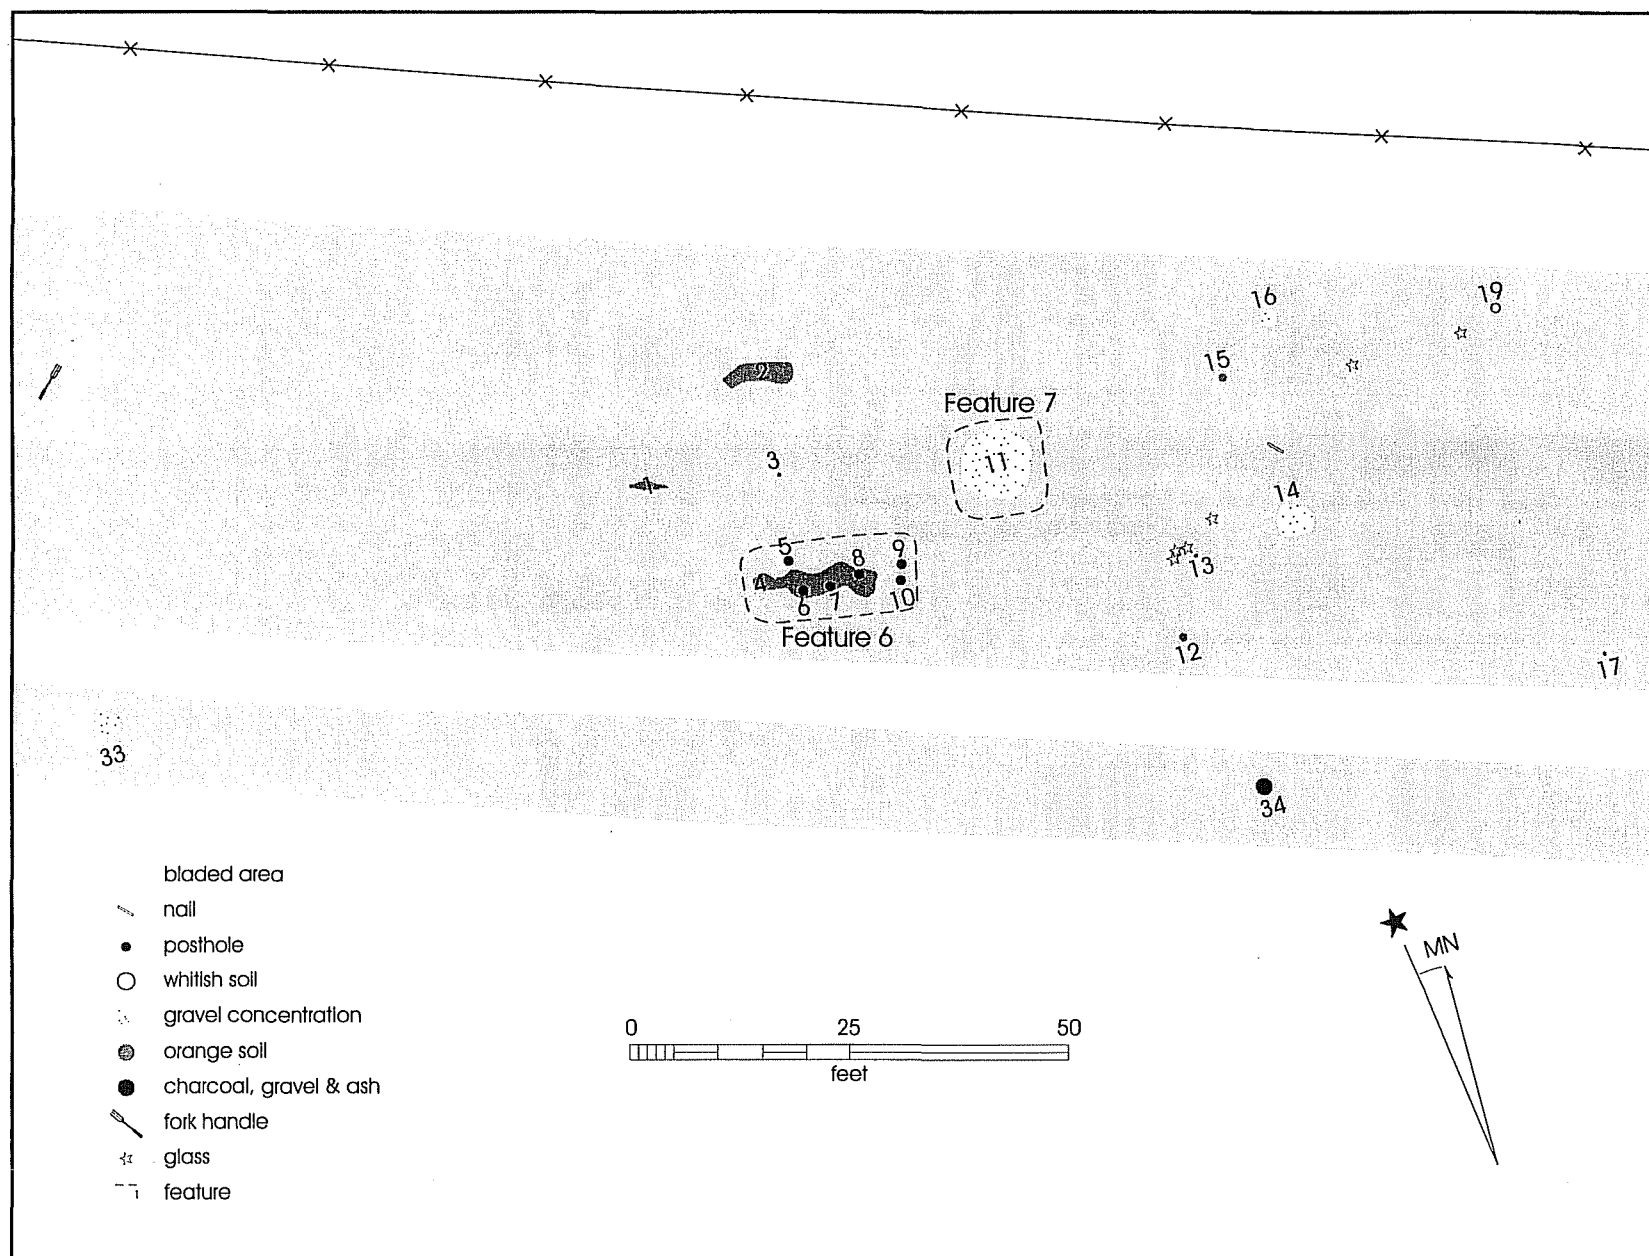 16
19
15
2
Feature 7
3
11
1
14
5
8
9
13
4
6
7
10
Feature 6
12
17
33
34
bladed area
nail
posthole
whitish soil
gravel concentration
orange soil
charcoal, gravel & ash
fork handle
glass
feature
MN
0 25 50
feet